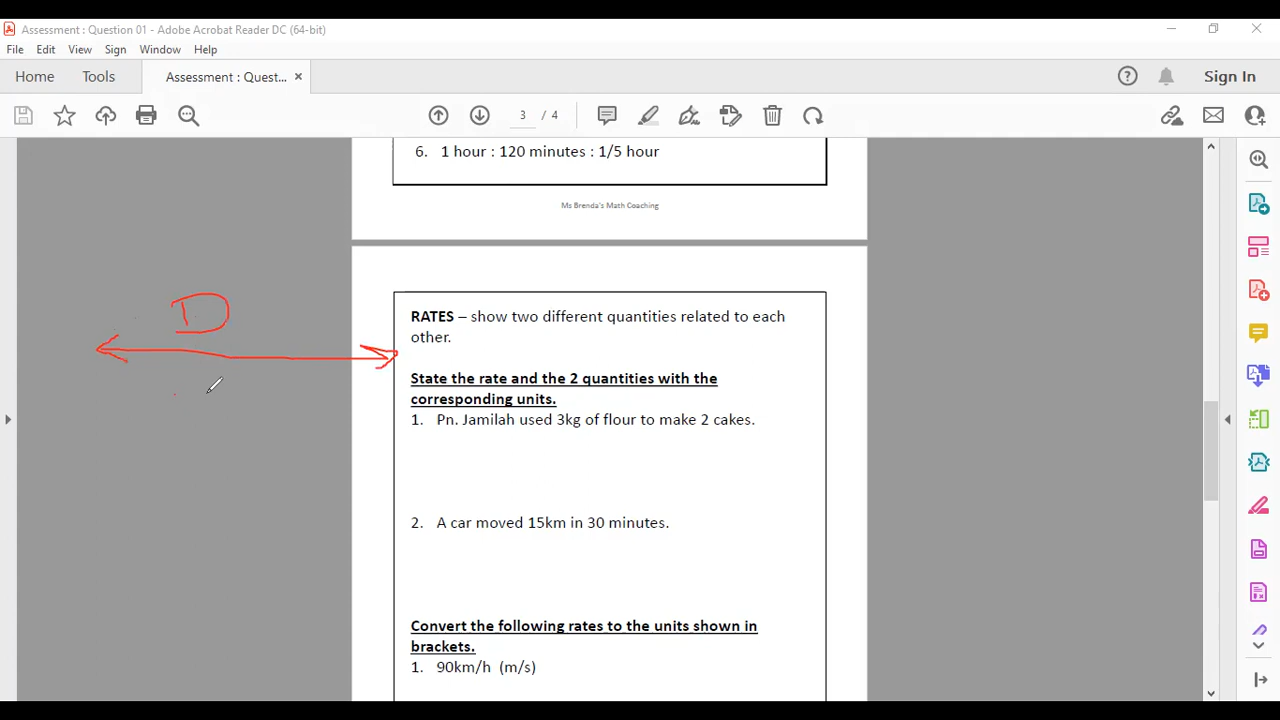 Assessment : Question 01 - Adobe Acrobat Reader DC (64-bit)
File Edit View Sign Window Help
Home Tools Assessment : Quest... Sign In
3 / 4
6. 1 hour : 120 minutes : 1/5 hour
Ms Brenda's Math Coaching
D
RATES – show two different quantities related to each
other.
State the rate and the 2 quantities with the
corresponding units.
1. Pn. Jamilah used 3kg of flour to make 2 cakes.
2. A car moved 15km in 30 minutes.
Convert the following rates to the units shown in
brackets.
1. 90km/h (m/s)